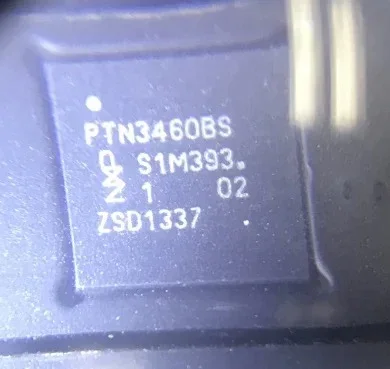 PTN3460BS
S1M393.
1 02
ZSD1337 .